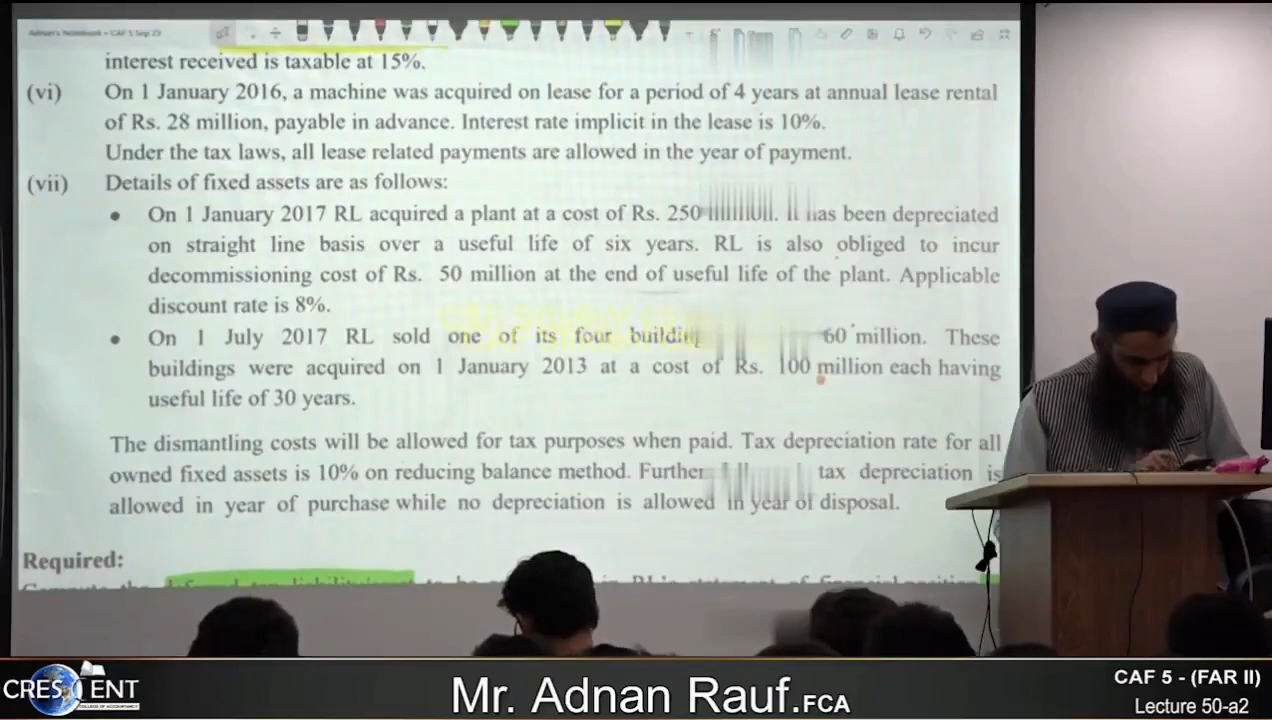 Adnan's Notebook - CAF 5 Sep 23
interest received is taxable at 15%.
(vi) On 1 January 2016, a machine was acquired on lease for a period of 4 years at annual lease rental
of Rs. 28 million, payable in advance. Interest rate implicit in the lease is 10%.
Under the tax laws, all lease related payments are allowed in the year of payment.
(vii) Details of fixed assets are as follows:
• On 1 January 2017 RL acquired a plant at a cost of Rs. 250 It has been depreciated
on straight line basis over a useful life of six years. RL is also obliged to incur
decommissioning cost of Rs. 50 million at the end of useful life of the plant. Applicable
discount rate is 8%.
• On 1 July 2017 RL sold one of its four 60 million. These
buildings were acquired on 1 January 2013 at a cost of Rs. 100 million each having
useful life of 30 years.
The dismantling costs will be allowed for tax purposes when paid. Tax depreciation rate for all
owned fixed assets is 10% on reducing balance method. Further tax depreciation is
allowed in year of purchase while no depreciation is allowed in year of disposal.
Required:
CRESCENT
COLLEGE OF ACCOUNTANCY
Mr. Adnan Rauf.FCA
CAF 5 - (FAR II)
Lecture 50-a2